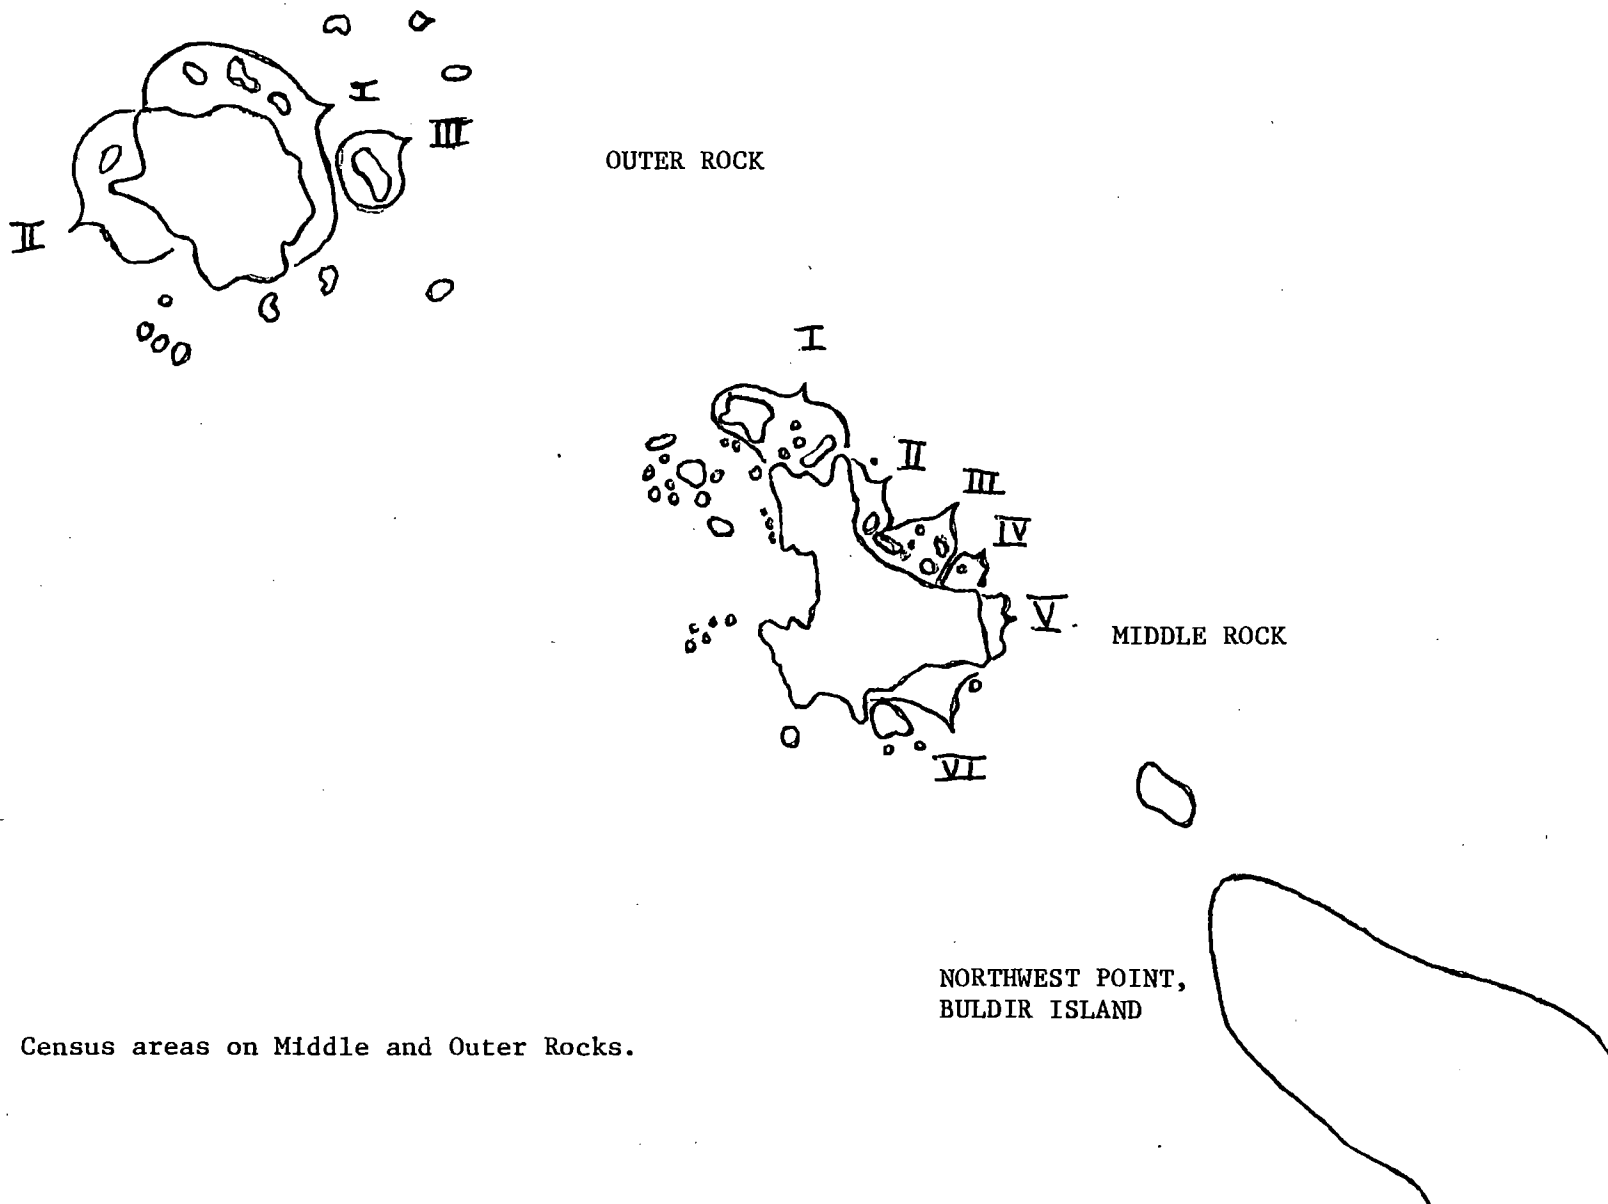 I
III
OUTER ROCK
II
I
II
III
IV
V
MIDDLE ROCK
VI
NORTHWEST POINT,
BULDIR ISLAND
Census areas on Middle and Outer Rocks.